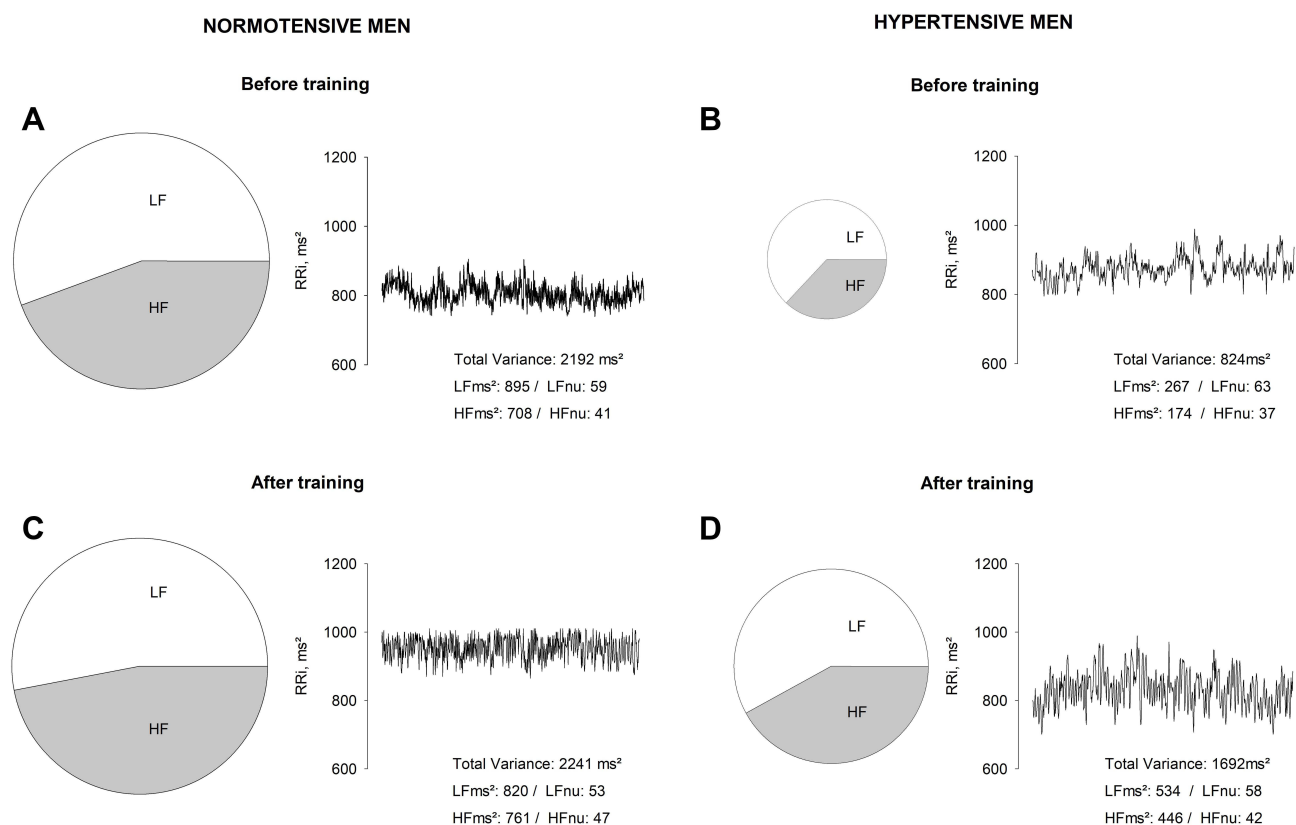 NORMOTENSIVE MEN
HYPERTENSIVE MEN
Before training
Before training
A
LF
HF
RRi, ms²
1200
1000
800
600
Total Variance: 2192 ms²
LFms²: 895 / LFnu: 59
HFms²: 708 / HFnu: 41
B
LF
HF
RRi, ms²
1200
1000
800
600
Total Variance: 824ms²
LFms²: 267 / LFnu: 63
HFms²: 174 / HFnu: 37
After training
After training
C
LF
HF
RRi, ms²
1200
1000
800
600
Total Variance: 2241 ms²
LFms²: 820 / LFnu: 53
HFms²: 761 / HFnu: 47
D
LF
HF
RRi, ms²
1200
1000
800
600
Total Variance: 1692ms²
LFms²: 534 / LFnu: 58
HFms²: 446 / HFnu: 42